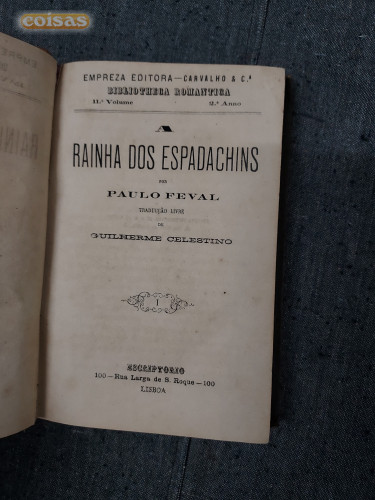 coisas
EMPREZA EDITORA—CARVALHO & C.ª
BIBLIOTHECA ROMANTICA
11.º Volume 2.º Anno
A
RAINHA DOS ESPADACHINS
POR
PAULO FEVAL
TRADUCÇÃO LIVRE
DE
GUILHERME CELESTINO
I
ESCRIPTORIO
100—Rua Larga de S. Roque—100
LISBOA